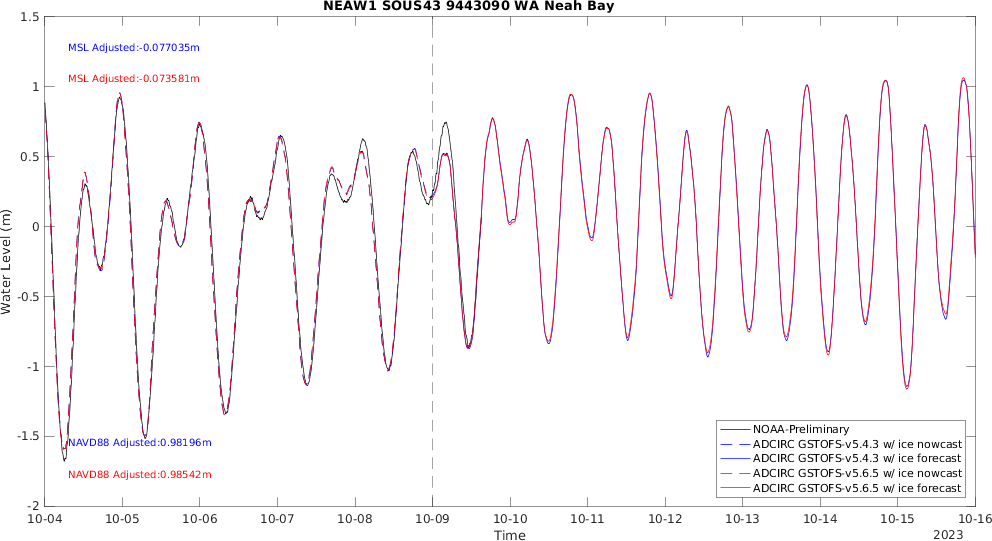 NEAW1 SOUS43 9443090 WA Neah Bay
MSL Adjusted:-0.077035m
MSL Adjusted:-0.073581m
NAVD88 Adjusted:0.98196m
NAVD88 Adjusted:0.98542m
Water Level (m)
1.5
1
0.5
0
-0.5
-1
-1.5
-2
NOAA-Preliminary
ADCIRC GSTOFS-v5.4.3 w/ ice nowcast
ADCIRC GSTOFS-v5.4.3 w/ ice forecast
ADCIRC GSTOFS-v5.6.5 w/ ice nowcast
ADCIRC GSTOFS-v5.6.5 w/ ice forecast
10-04 10-05 10-06 10-07 10-08 10-09 10-10 10-11 10-12 10-13 10-14 10-15 10-16
Time
2023